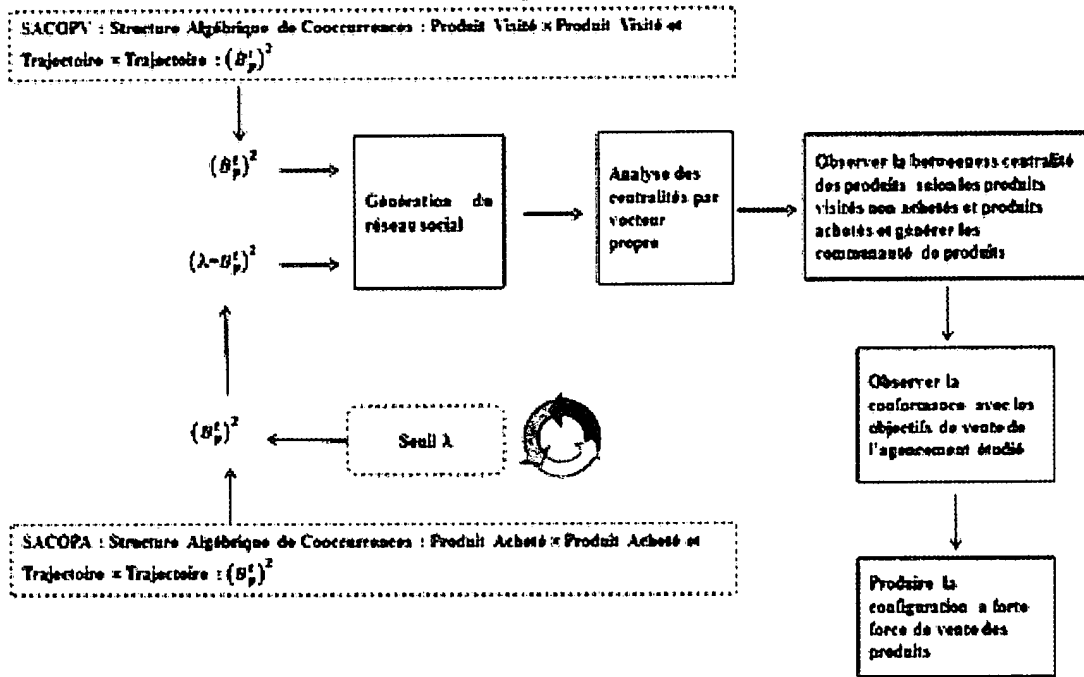 SACOPV : Structure Algébrique de Cooccurrences : Produit Visité × Produit Visité et
Trajectoire × Trajectoire : (B_p^t)^2
(B_p^t)^2
Génération du
réseau social
Analyse des
centralités par
vecteur
propre
Observer la betweeness centralité
des produits selon les produits
visités non achetés et produits
achetés et générer les
communauté de produits
(λ-B_p^t)^2
Observer la
conformance avec les
objectifs de vente de
l'agencement étudié
(B_p^t)^2
Seuil λ
SACOPA : Structure Algébrique de Cooccurrences : Produit Acheté × Produit Acheté et
Trajectoire × Trajectoire : (B_p^t)^2
Produire la
configuration a forte
force de vente des
produits